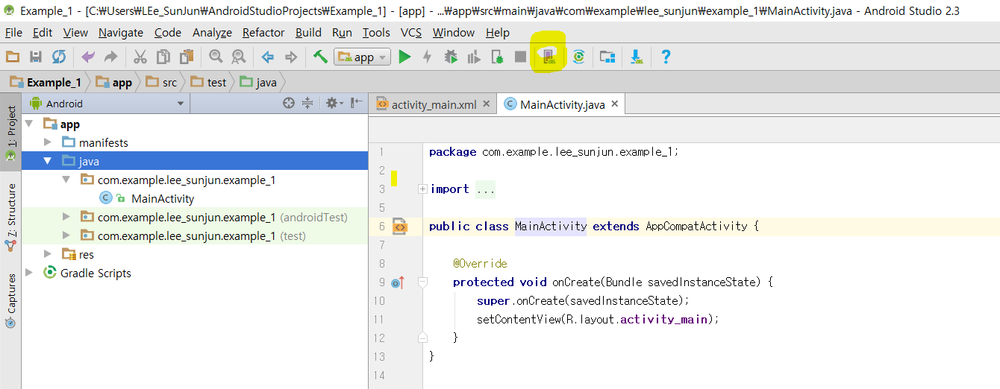 Example_1 - [C:₩Users₩LEe_SunJun₩AndroidStudioProjects₩Example_1] - [app] - ...₩app₩src₩main₩java₩com₩example₩lee_sunjun₩example_1₩MainActivity.java - Android Studio 2.3
File Edit View Navigate Code Analyze Refactor Build Run Tools VCS Window Help
app
Example_1 app src test java
1: Project
Z: Structure
Captures
Android
app
manifests
java
com.example.lee_sunjun.example_1
MainActivity
com.example.lee_sunjun.example_1 (androidTest)
com.example.lee_sunjun.example_1 (test)
res
Gradle Scripts
activity_main.xml MainActivity.java
1 package com.example.lee_sunjun.example_1;
2
3 import ...
5
6 public class MainActivity extends AppCompatActivity {
7
8 @Override
9 protected void onCreate(Bundle savedInstanceState) {
10 super.onCreate(savedInstanceState);
11 setContentView(R.layout.activity_main);
12 }
13 }
14